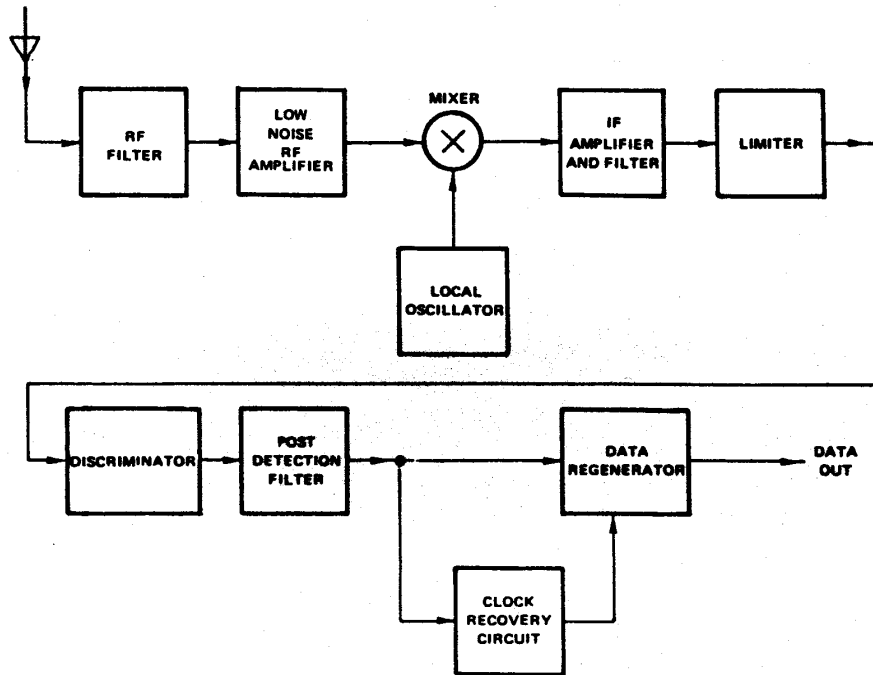 RF
FILTER
LOW
NOISE
RF
AMPLIFIER
MIXER
IF
AMPLIFIER
AND FILTER
LIMITER
LOCAL
OSCILLATOR
DISCRIMINATOR
POST
DETECTION
FILTER
DATA
REGENERATOR
DATA
OUT
CLOCK
RECOVERY
CIRCUIT